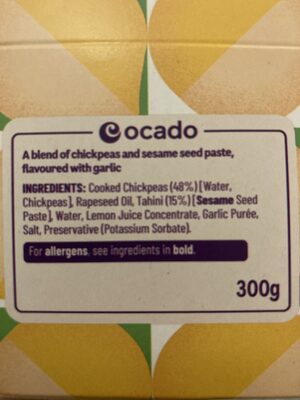 ocado
A blend of chickpeas and sesame seed paste,
flavoured with garlic
INGREDIENTS: Cooked Chickpeas (48%) [Water,
Chickpeas], Rapeseed Oil, Tahini (15%) [Sesame Seed
Paste], Water, Lemon Juice Concentrate, Garlic Purée,
Salt, Preservative (Potassium Sorbate).
For allergens, see ingredients in bold.
300g